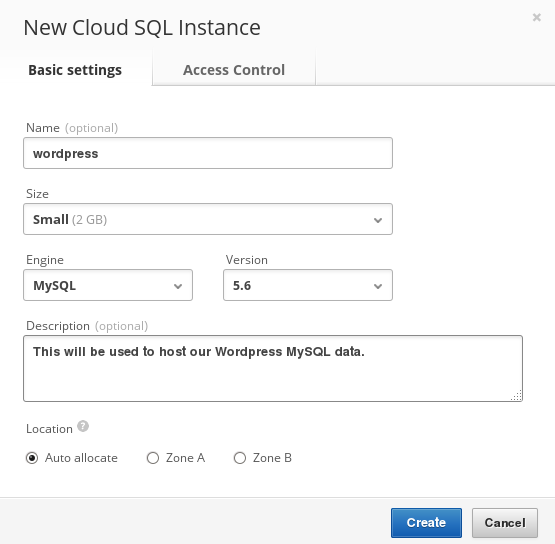 New Cloud SQL Instance
×
Basic settings Access Control
Name (optional)
wordpress
Size
Small (2 GB)
Engine Version
MySQL 5.6
Description (optional)
This will be used to host our Wordpress MySQL data.
Location ?
Auto allocate Zone A Zone B
Create Cancel